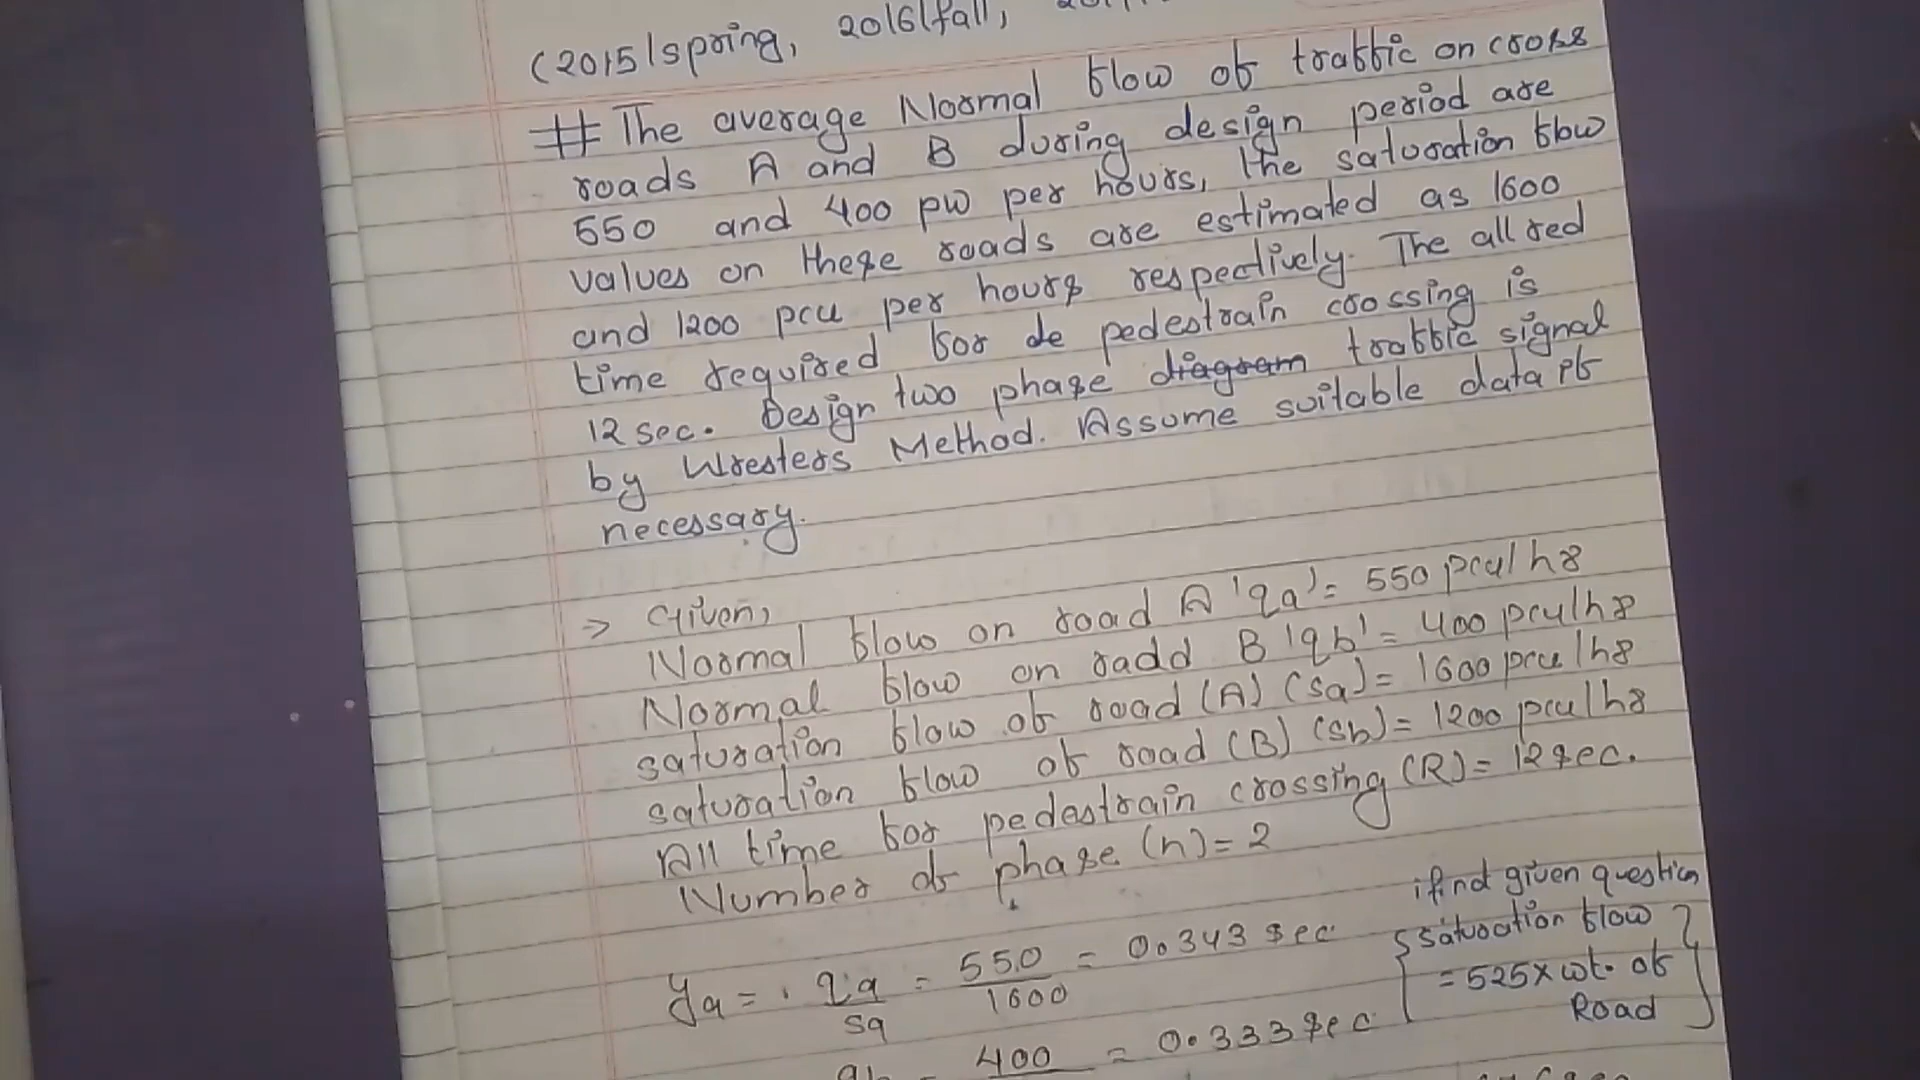 (2015/spring, 2016/fall,
# The average Normal flow of traffic on cross
roads A and B during design period are
550 and 400 pw per hours, The saturation flow
values on these roads are estimated as 1600
and 1200 pcu per hours respectively. The all red
time required for de pedestrain crossing is
12 sec. Design two phase diagram traffic signal
by Wresters Method. Assume suitable data if
necessary.
→ Given,
Normal flow on road A 'qa' = 550 pcu/hr
Normal flow on radd B 'qb' = 400 pcu/hr
saturation flow of road (A) (Sa) = 1600 pcu/hr
saturation flow of road (B) (Sb) = 1200 pcu/hr
All time for pedestrain crossing (R) = 12 sec.
Number of phase (n) = 2
ya = qa/sa = 550/1600 = 0.343 sec
if not given question
{saturation flow
= 525 x wt. of
Road}
400 = 0.333 sec